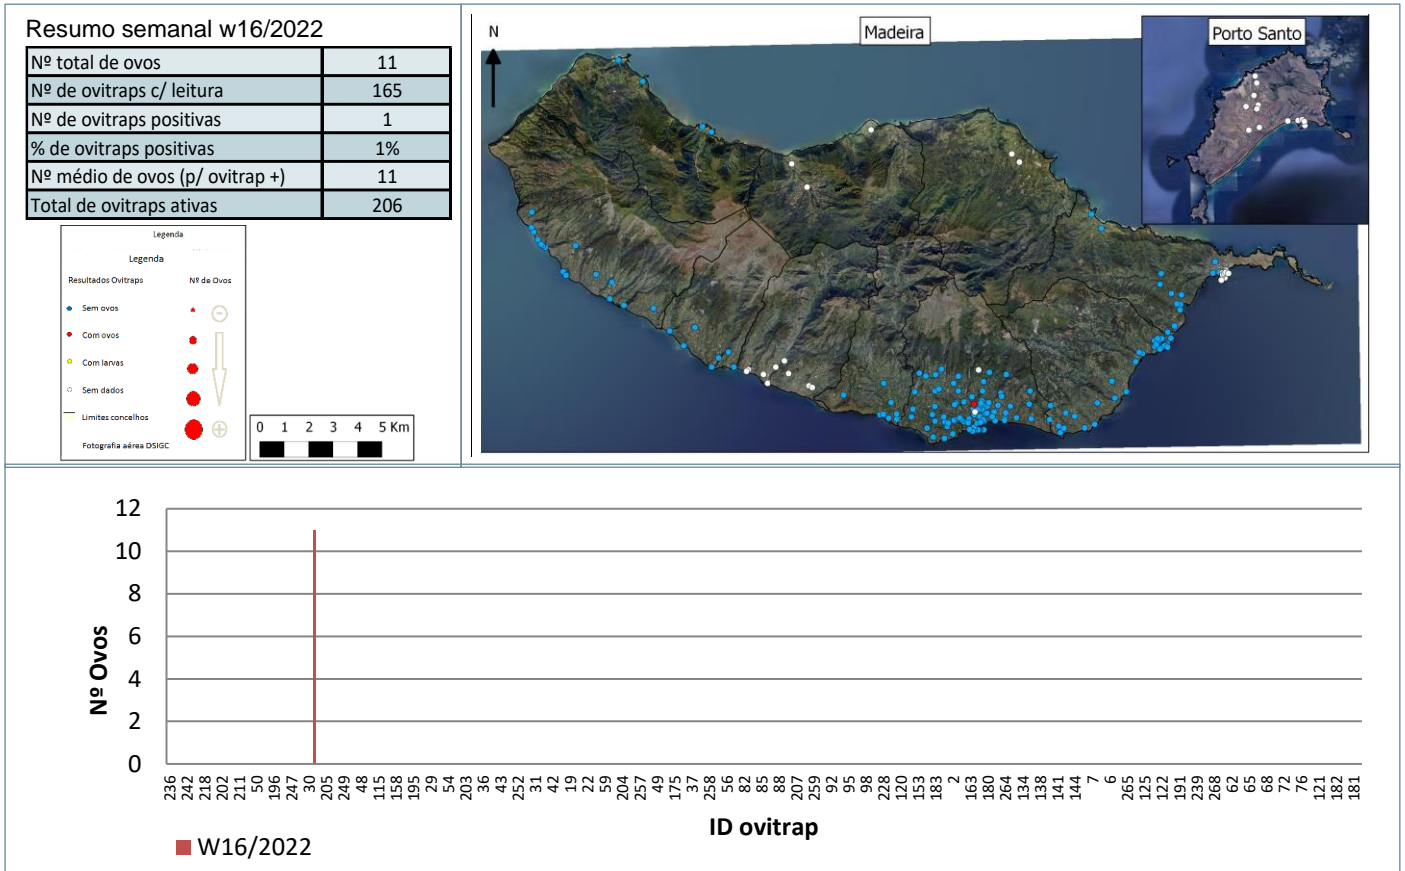 Resumo semanal w16/2022
Nº total de ovos 11
Nº de ovitraps c/ leitura 165
Nº de ovitraps positivas 1
% de ovitraps positivas 1%
Nº médio de ovos (p/ ovitrap +) 11
Total de ovitraps ativas 206
Legenda
Legenda
Resultados Ovitraps Nº de Ovos
Sem ovos
Com ovos
Com larvas
Sem dados
Limites concelhos
Fotografia aérea DSIGC
0 1 2 3 4 5 Km
N
Madeira
Porto Santo
12
10
8
6
4
2
0
Nº Ovos
236 242 218 202 211 50 196 247 30 205 249 48 115 158 195 29 54 203 36 43 252 31 42 19 22 59 204 257 49 175 37 258 56 82 85 88 207 259 92 95 98 228 120 153 183 2 163 180 264 134 138 141 144 7 6 265 125 122 191 239 268 62 65 68 72 76 121 182 181
ID ovitrap
W16/2022